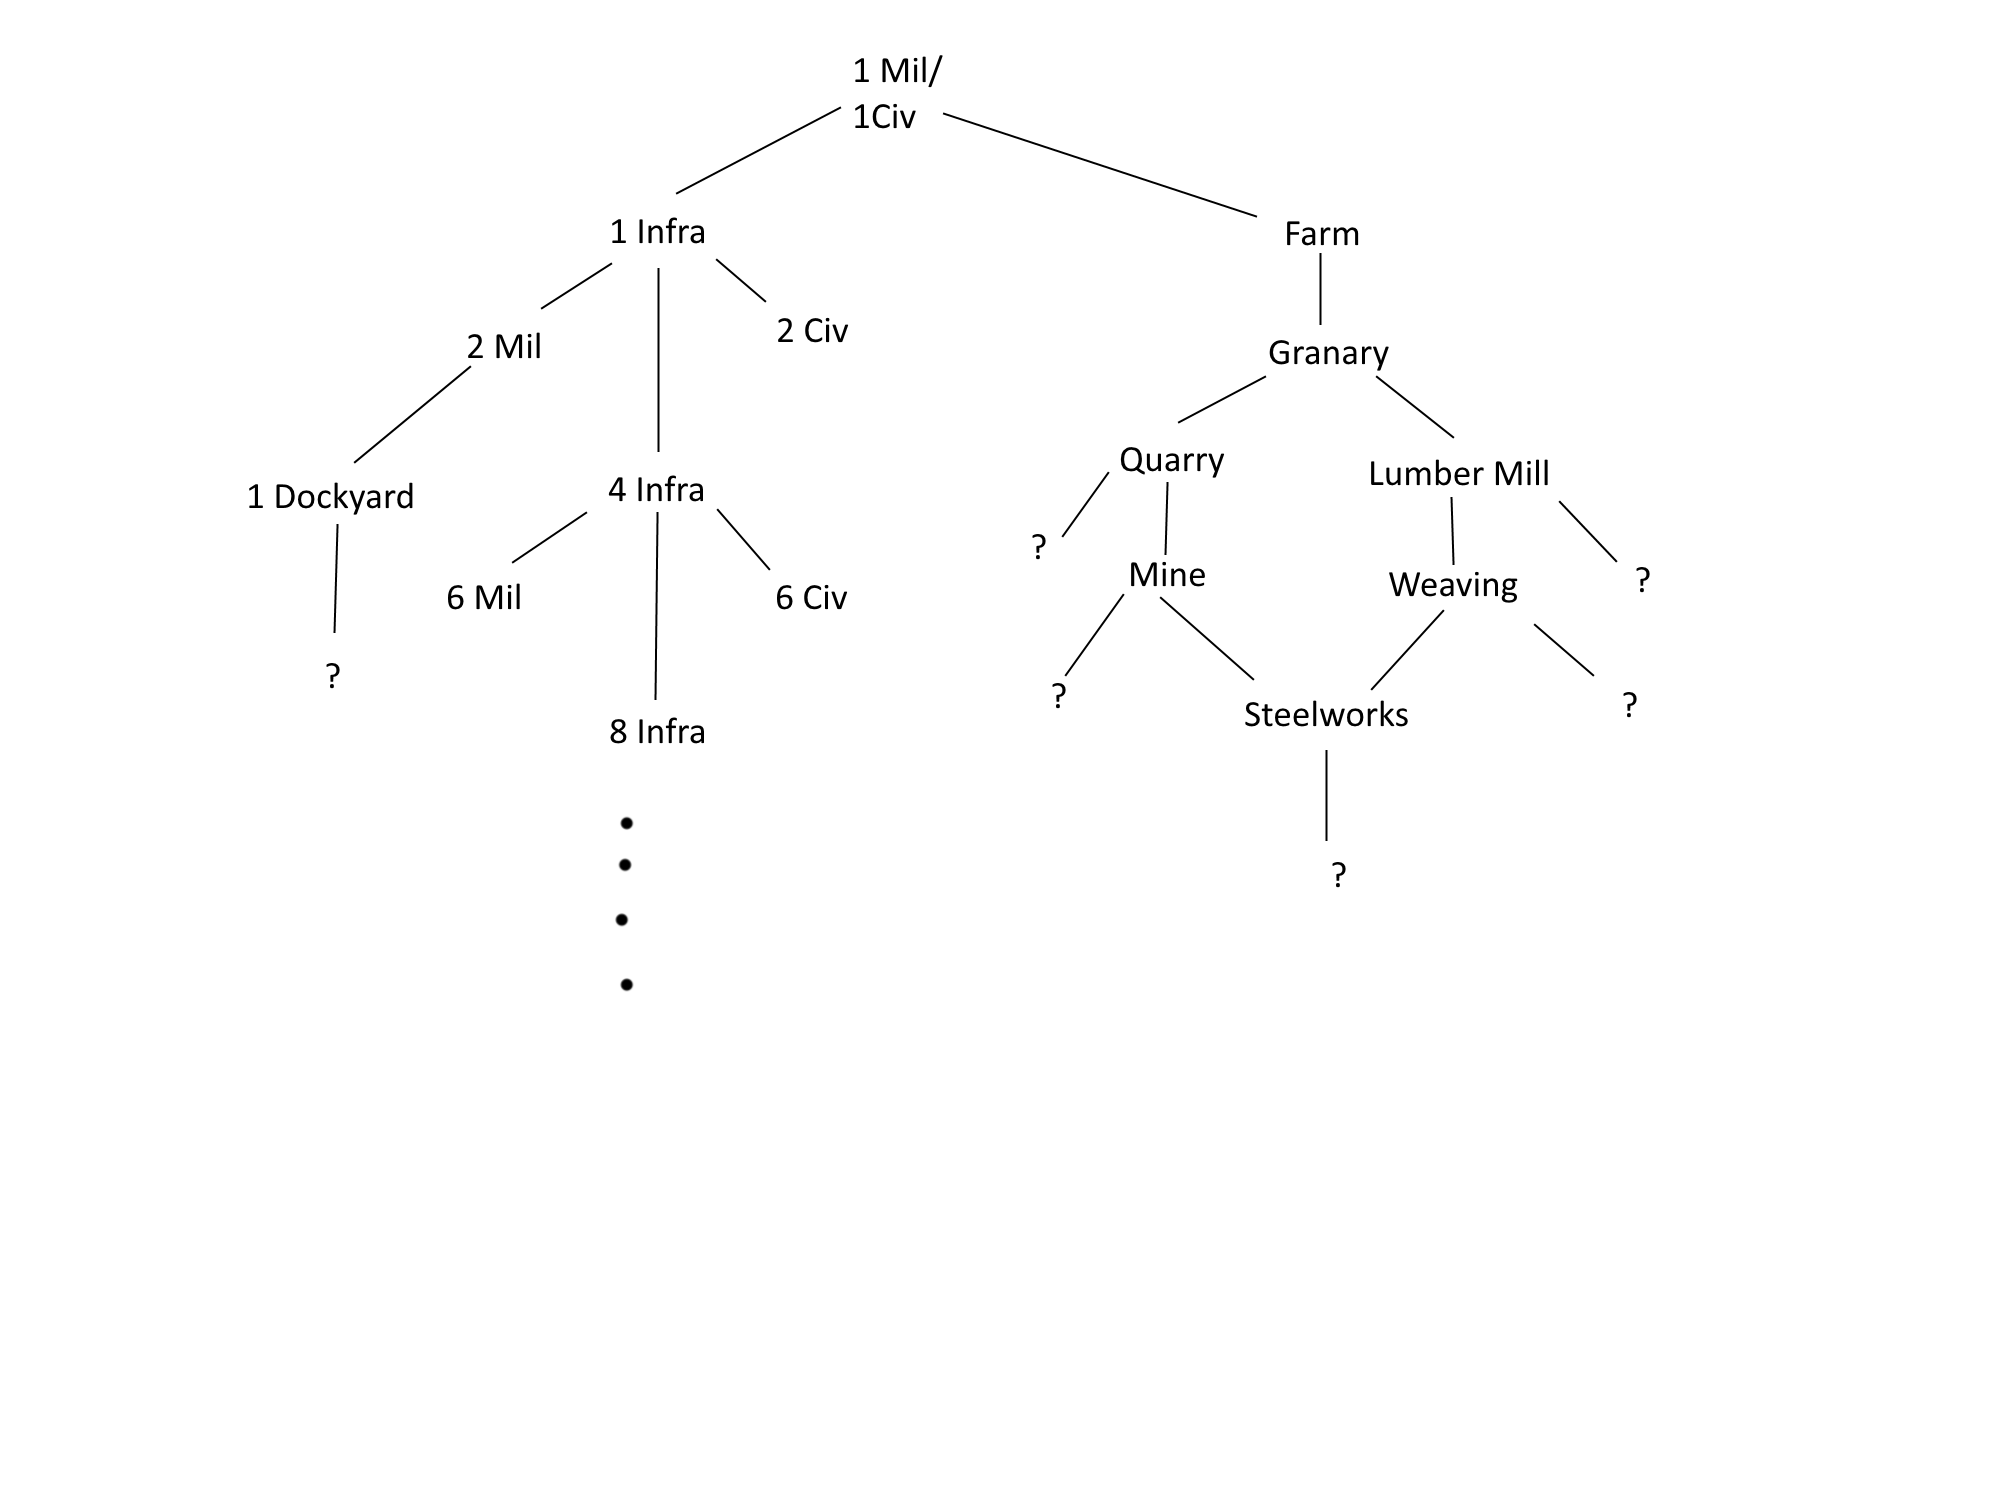 1 Mil/
1Civ
1 Infra
Farm
2 Mil
2 Civ
Granary
1 Dockyard
4 Infra
Quarry
Lumber Mill
?
Mine
Weaving
?
6 Mil
6 Civ
?
8 Infra
?
Steelworks
?
?